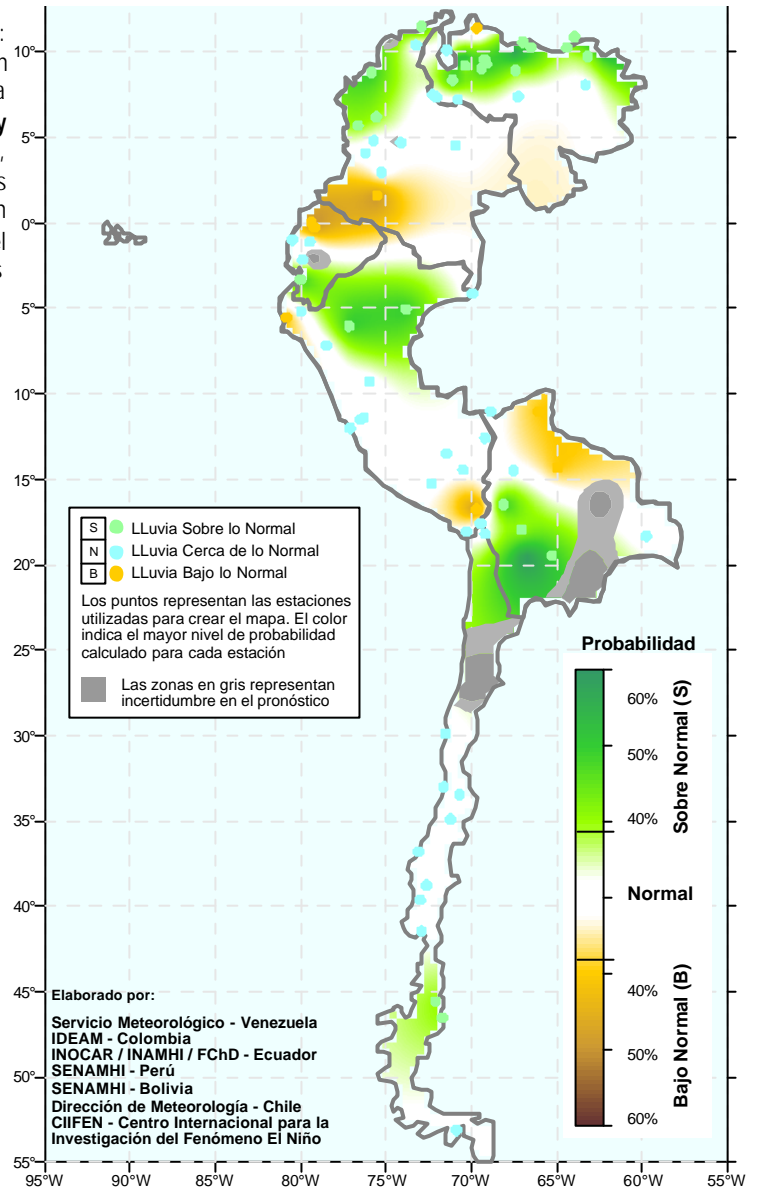 :
n
a
y
,
s
n
el
s
10°
5°
0°
5°
10°
15°
20°
25°
30°
35°
40°
45°
50°
55°
S LLuvia Sobre lo Normal
N LLuvia Cerca de lo Normal
B LLuvia Bajo lo Normal
Los puntos representan las estaciones
utilizadas para crear el mapa. El color
indica el mayor nivel de probabilidad
calculado para cada estación
Las zonas en gris representan
incertidumbre en el pronóstico
Probabilidad
60%
50%
40%
Sobre Normal (S)
Normal
40%
50%
60%
Bajo Normal (B)
Elaborado por:
Servicio Meteorológico - Venezuela
IDEAM - Colombia
INOCAR / INAMHI / FChD - Ecuador
SENAMHI - Perú
SENAMHI - Bolivia
Dirección de Meteorología - Chile
CIIFEN - Centro Internacional para la
Investigación del Fenómeno El Niño
95°W 90°W 85°W 80°W 75°W 70°W 65°W 60°W 55°W